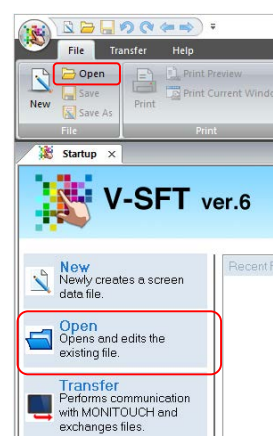 File Transfer Help
Open
Save
Save As
New
Print
Print Preview
Print Current
File
Print
Startup
V-SFT ver.6
New
Newly creates a screen
data file.
Open
Opens and edits the
existing file.
Transfer
Performs communication
with MONITOUCH and
exchanges files.
Recent